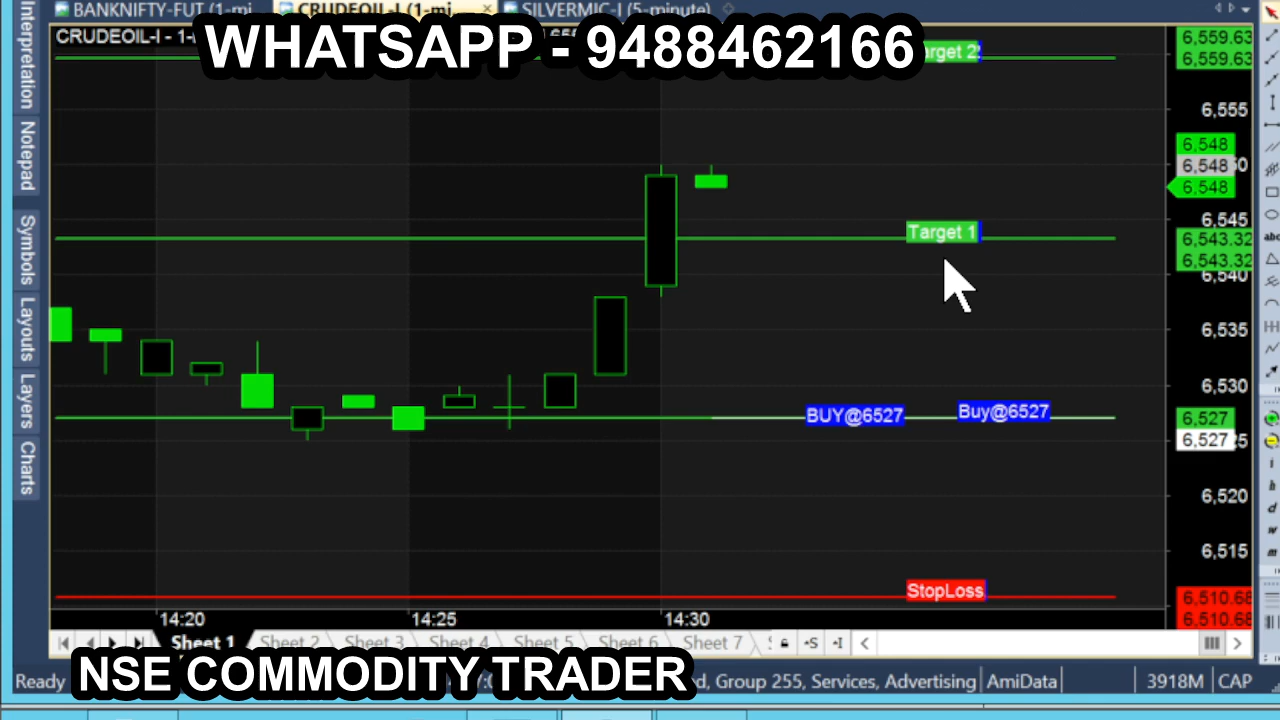 BANKNIFTY-FUT (1-mi
CRUDEOIL-I (1-mi
SILVERMIC-I (5-minute)
CRUDEOIL-I - 1-
WHATSAPP - 9488462166
6,559.63
6,559.63
6,555
6,548
6,548
6,548
6,545
Target 1
6,543.32
6,543.32
6,540
6,535
6,530
BUY@6527
Buy@6527
6,527
6,527
6,520
6,515
StopLoss
6,510.68
6,510.68
14:20
14:25
14:30
Interpretation
Notepad
Symbols
Layouts
Layers
Charts
Sheet 1
Sheet 2
Sheet 3
Sheet 4
Sheet 5
Sheet 6
Sheet 7
+S
+I
abc
NSE COMMODITY TRADER
Ready
d, Group 255, Services, Advertising
AmiData
3918M
CAP